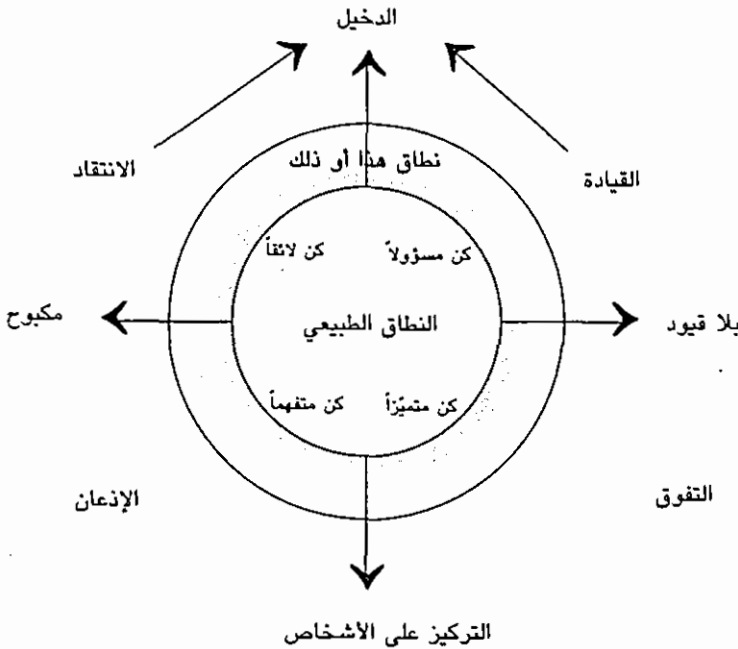 الدخيل
نطاق هذا أو ذلك
القيادة
الانتقاد
كن مسؤولاً
كن لائقاً
بلا قيود
النطاق الطبيعي
مكبوح
كن متميّزاً
كن متفهماً
التفوق
الإذعان
التركيز على الأشخاص